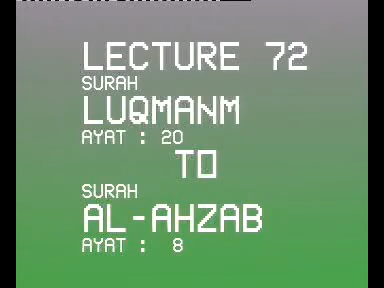 LECTURE 72
SURAH
LUQMANM
AYAT : 20
TO
SURAH
AL-AHZAB
AYAT : 8